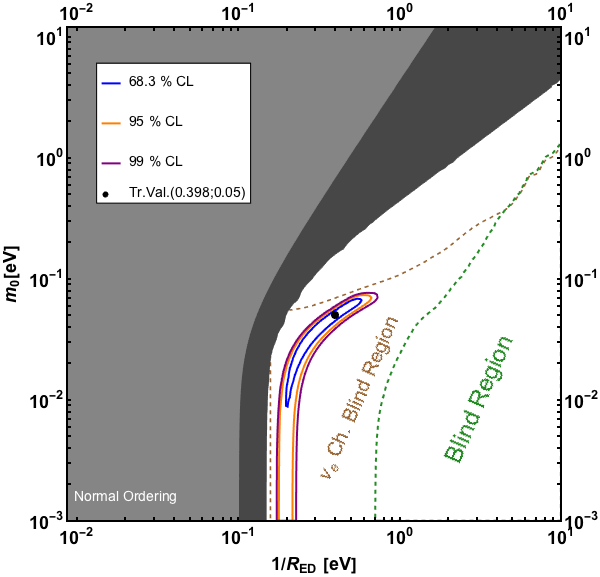 10⁻² 10⁻¹ 10⁰ 10¹
10¹ 10¹
68.3 % CL
95 % CL
99 % CL
Tr.Val.(0.398;0.05)
10⁰ 10⁰
m₀[eV]
10⁻¹ 10⁻¹
νₑ Ch. Blind Region
Blind Region
10⁻² 10⁻²
Normal Ordering
10⁻³ 10⁻³
10⁻² 10⁻¹ 10⁰ 10¹
1/R_ED [eV]